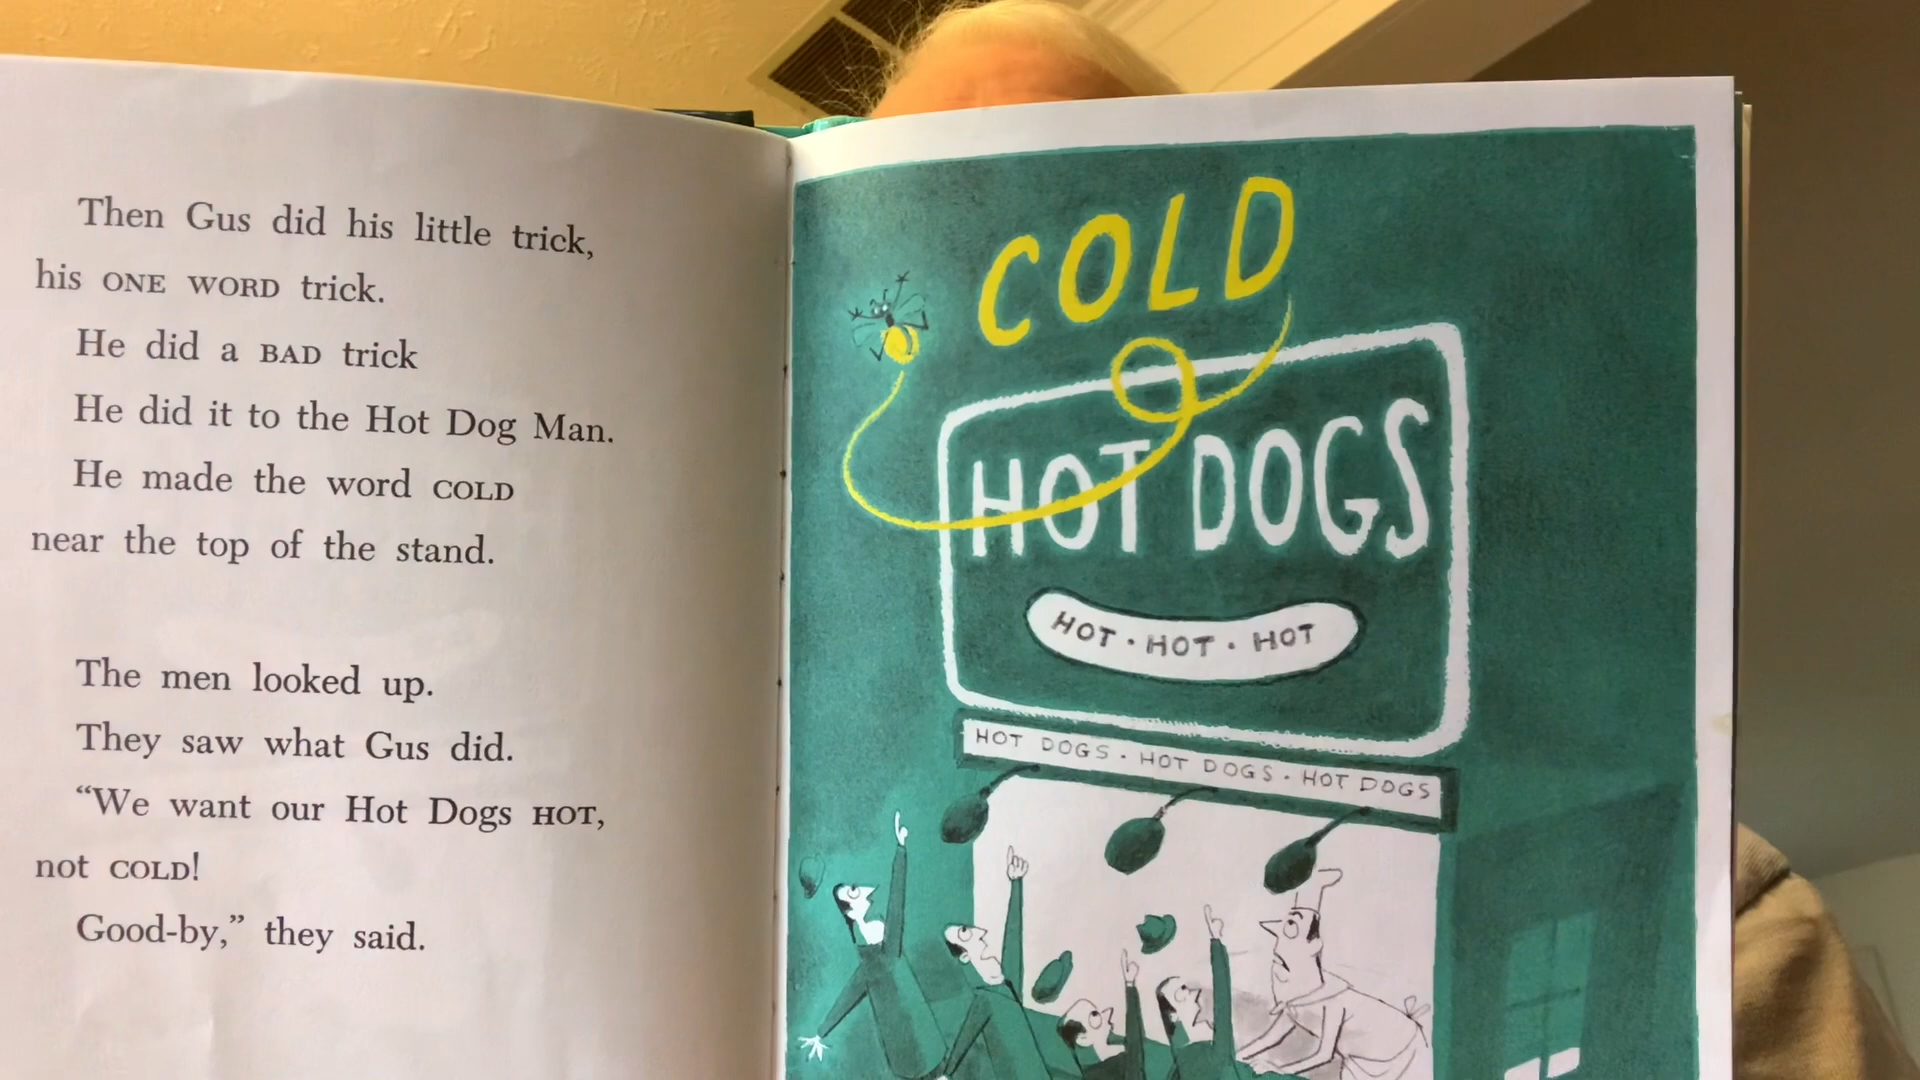 Then Gus did his little trick,
his ONE WORD trick.
He did a BAD trick
He did it to the Hot Dog Man.
He made the word COLD
near the top of the stand.
The men looked up.
They saw what Gus did.
“We want our Hot Dogs HOT,
not COLD!
Good-by,” they said.
COLD
HOT DOGS
HOT · HOT · HOT
HOT DOGS · HOT DOGS · HOT DOGS